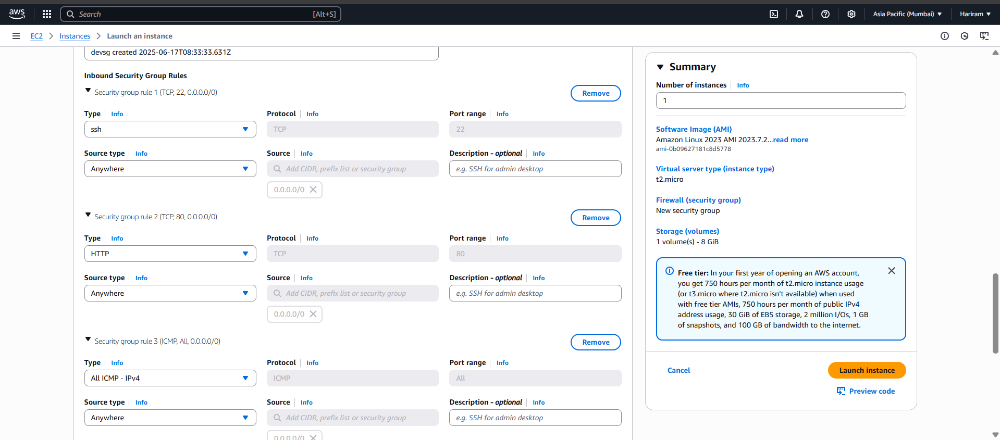 aws
Search [Alt+S]
Asia Pacific (Mumbai)
Hariram
EC2 Instances Launch an instance
devsg created 2025-06-17T08:33:33.631Z
Inbound Security Group Rules
Security group rule 1 (TCP, 22, 0.0.0.0/0)
Remove
Type Info
Protocol Info
Port range Info
ssh
TCP
22
Source type Info
Source Info
Description - optional Info
Anywhere
Add CIDR, prefix list or security group
e.g. SSH for admin desktop
0.0.0.0/0
Security group rule 2 (TCP, 80, 0.0.0.0/0)
Remove
Type Info
Protocol Info
Port range Info
HTTP
TCP
80
Source type Info
Source Info
Description - optional Info
Anywhere
Add CIDR, prefix list or security group
e.g. SSH for admin desktop
0.0.0.0/0
Security group rule 3 (ICMP, All, 0.0.0.0/0)
Remove
Type Info
Protocol Info
Port range Info
All ICMP - IPv4
ICMP
All
Source type Info
Source Info
Description - optional Info
Anywhere
Add CIDR, prefix list or security group
e.g. SSH for admin desktop
0.0.0.0/0
Summary
Number of instances Info
1
Software Image (AMI)
Amazon Linux 2023 AMI 2023.7.2...read more
ami-0b09627181c8d5778
Virtual server type (instance type)
t2.micro
Firewall (security group)
New security group
Storage (volumes)
1 volume(s) - 8 GiB
Free tier: In your first year of opening an AWS account,
you get 750 hours per month of t2.micro instance usage
(or t3.micro where t2.micro isn't available) when used
with free tier AMIs, 750 hours per month of public IPv4
address usage, 30 GiB of EBS storage, 2 million I/Os, 1 GB
of snapshots, and 100 GB of bandwidth to the internet.
Cancel
Launch instance
Preview code